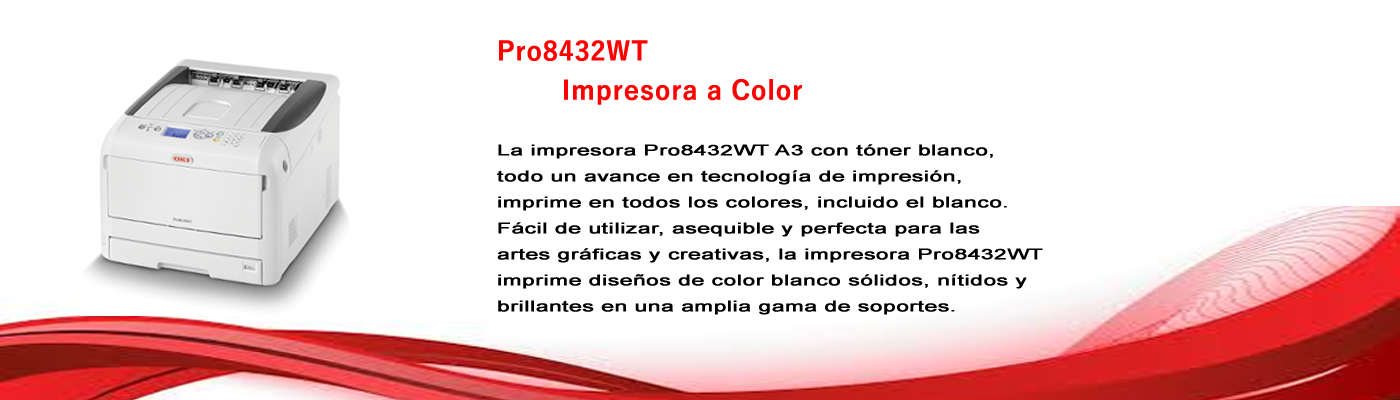 Pro8432WT
Impresora a Color
La impresora Pro8432WT A3 con tóner blanco,
todo un avance en tecnología de impresión,
imprime en todos los colores, incluido el blanco.
Fácil de utilizar, asequible y perfecta para las
artes gráficas y creativas, la impresora Pro8432WT
imprime diseños de color blanco sólidos, nítidos y
brillantes en una amplia gama de soportes.
OKI